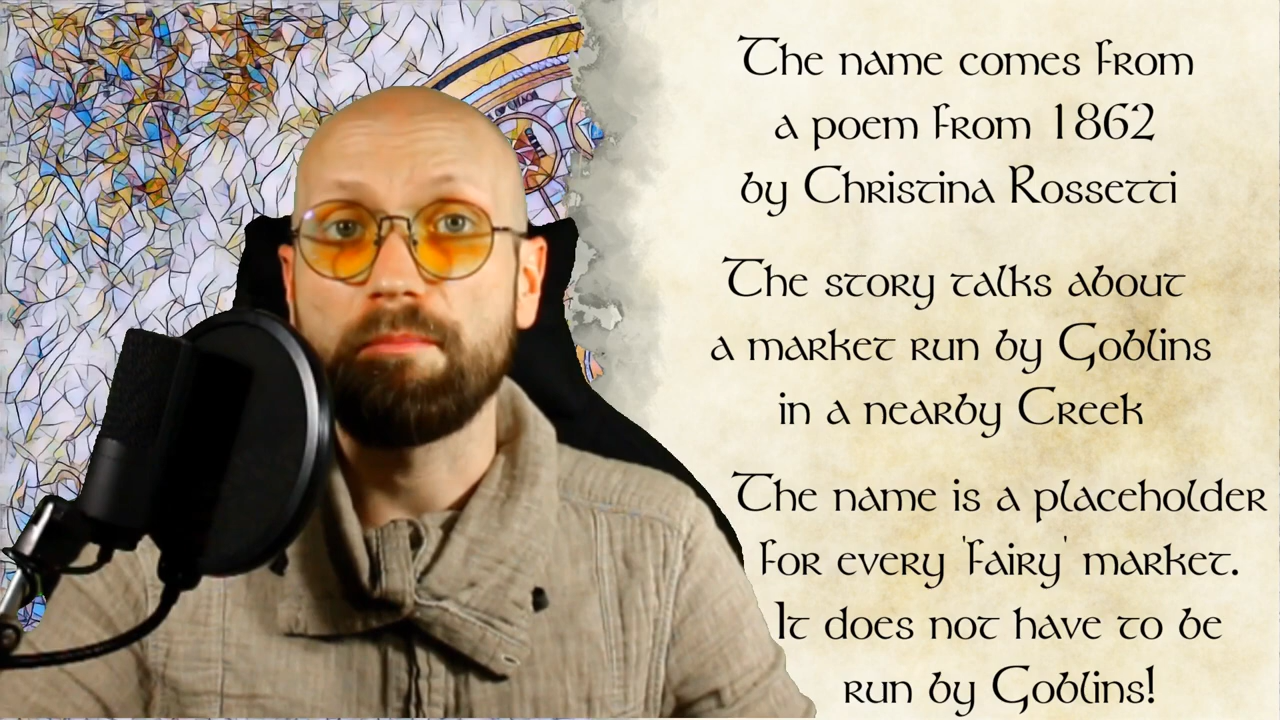 The name comes from
a poem from 1862
by Christina Rossetti
The story talks about
a market run by Goblins
in a nearby Creek
The name is a placeholder
for every 'fairy' market.
It does not have to be
run by Goblins!